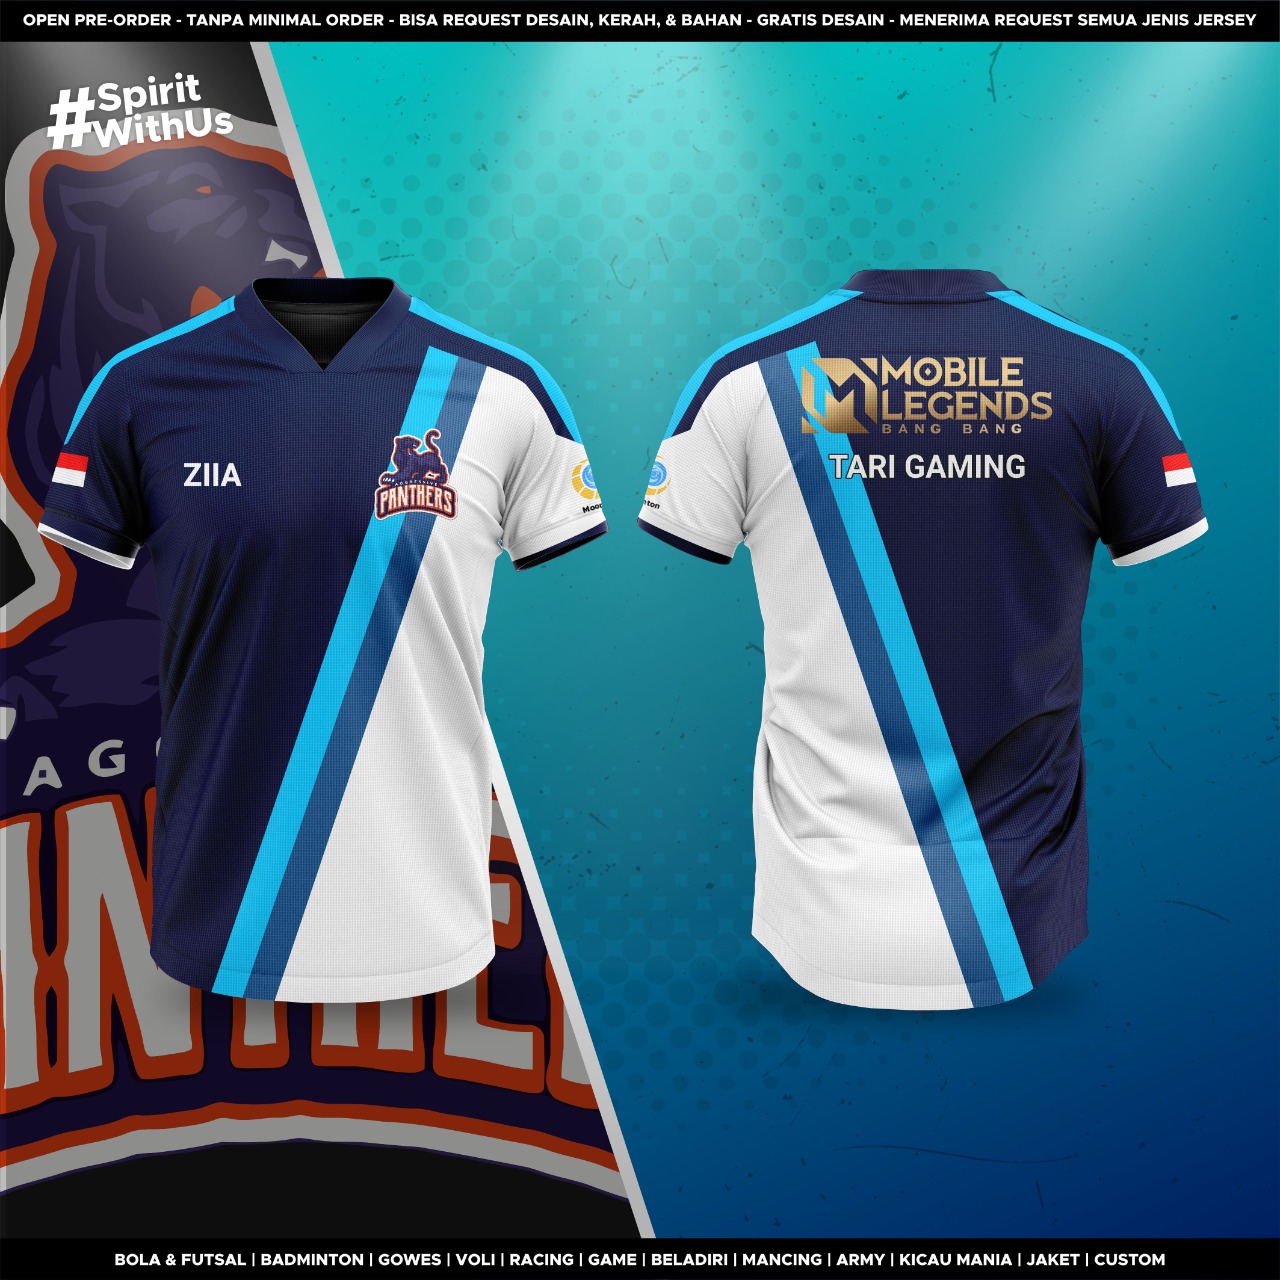 OPEN PRE-ORDER - TANPA MINIMAL ORDER - BISA REQUEST DESAIN, KERAH, & BAHAN - GRATIS DESAIN - MENERIMA REQUEST SEMUA JENIS JERSEY
#Spirit
WithUs
ZIIA
AGGRESSIVE
PANTHERS
MOBILE
LEGENDS
BANG BANG
TARI GAMING
BOLA & FUTSAL | BADMINTON | GOWES | VOLI | RACING | GAME | BELADIRI | MANCING | ARMY | KICAU MANIA | JAKET | CUSTOM